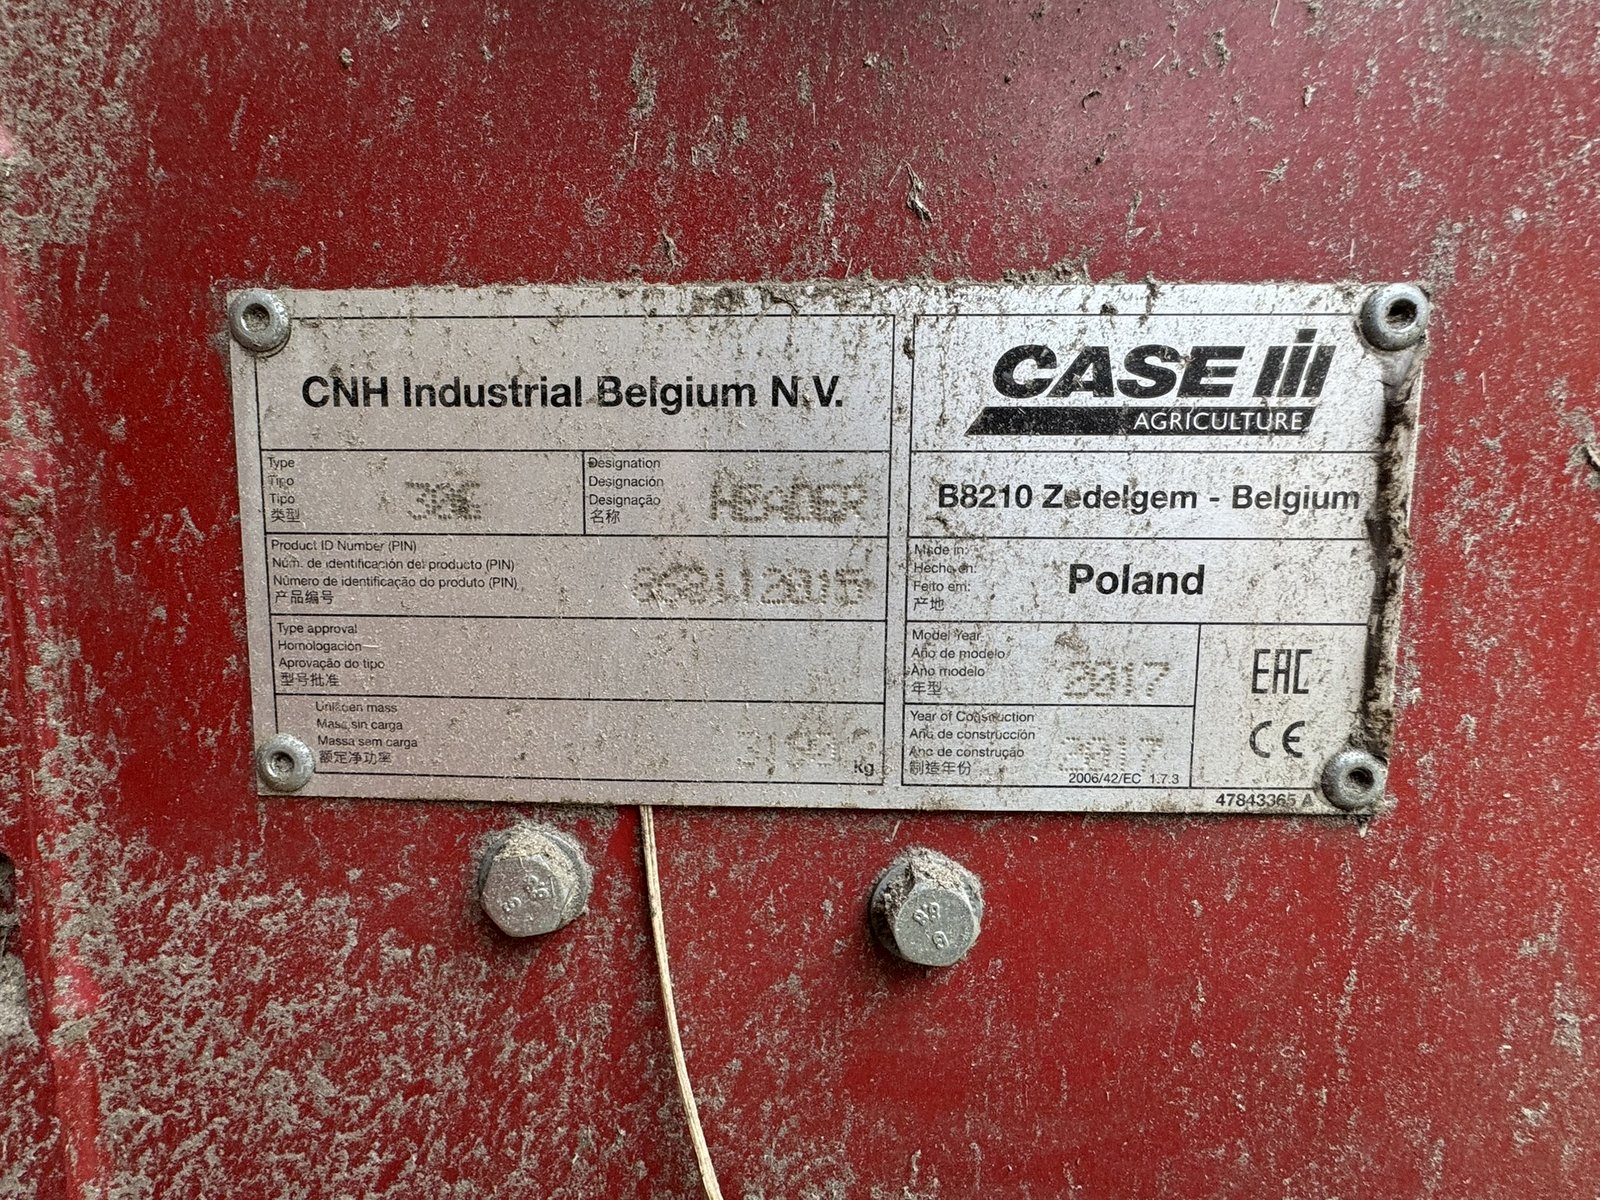 CNH Industrial Belgium N.V.
Type
Tipo
Tipo
类型
Designation
Designación
Designação
名称
HEADER
Product ID Number (PIN)
Núm. de identificación del producto (PIN)
Número de identificação do produto (PIN)
产品编号
Type approval
Homologación
Aprovação do tipo
型号批准
Unladen mass
Masa sin carga
Massa sem carga
额定净功率
kg
CASE IH
AGRICULTURE
B8210 Zedelgem - Belgium
Made in:
Hecho en:
Feito em:
产地
Poland
Model Year
Año de modelo
Ano modelo
年型
2017
Year of Construction
Año de construcción
Ano de construção
制造年份
2017
2006/42/EC 1.7.3
EAC
CE
47843365 A